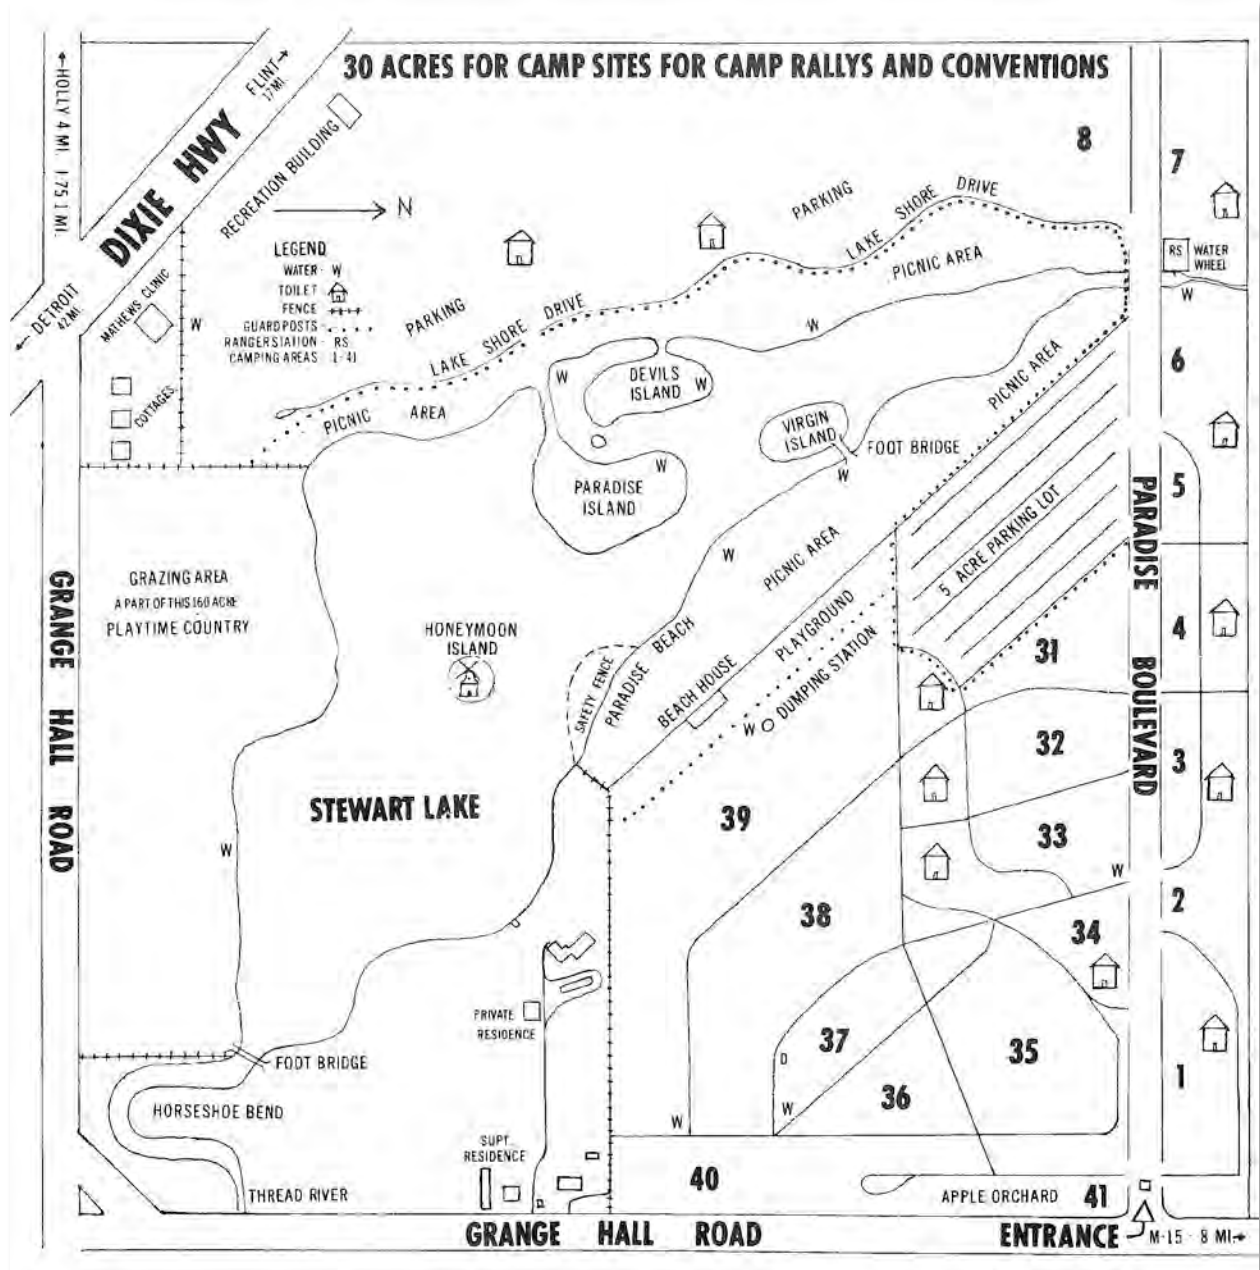 30 ACRES FOR CAMP SITES FOR CAMP RALLYS AND CONVENTIONS
←HOLLY 4 MI. I-75 1 MI.
FLINT→
17 MI.
DIXIE HWY
←DETROIT
42 MI.
RECREATION BUILDING
N
LEGEND
WATER - W
TOILET
FENCE
GUARD POSTS - . . . .
RANGER STATION - RS
CAMPING AREAS 1 - 41
MATHEWS CLINIC
W
COTTAGES
PARKING
LAKE SHORE DRIVE
PICNIC AREA
PARKING
LAKE SHORE DRIVE
PICNIC AREA
8
7
RS
WATER
WHEEL
W
6
W
W
DEVILS
ISLAND
W
VIRGIN
ISLAND
FOOT BRIDGE
W
PICNIC AREA
5
W
PARADISE
ISLAND
W
PICNIC AREA
5 ACRE PARKING LOT
PARADISE BOULEVARD
GRAZING AREA
A PART OF THIS 160 ACRE
PLAYTIME COUNTRY
GRANGE HALL ROAD
HONEYMOON
ISLAND
SAFETY FENCE
PARADISE BEACH
BEACH HOUSE
PLAYGROUND
DUMPING STATION
W
4
31
32
3
STEWART LAKE
39
33
W
W
38
2
34
PRIVATE
RESIDENCE
37
D
35
FOOT BRIDGE
1
36
W
W
HORSESHOE BEND
SUPT.
RESIDENCE
40
THREAD RIVER
APPLE ORCHARD
41
GRANGE HALL ROAD
ENTRANCE
M-15 - 8 MI.→